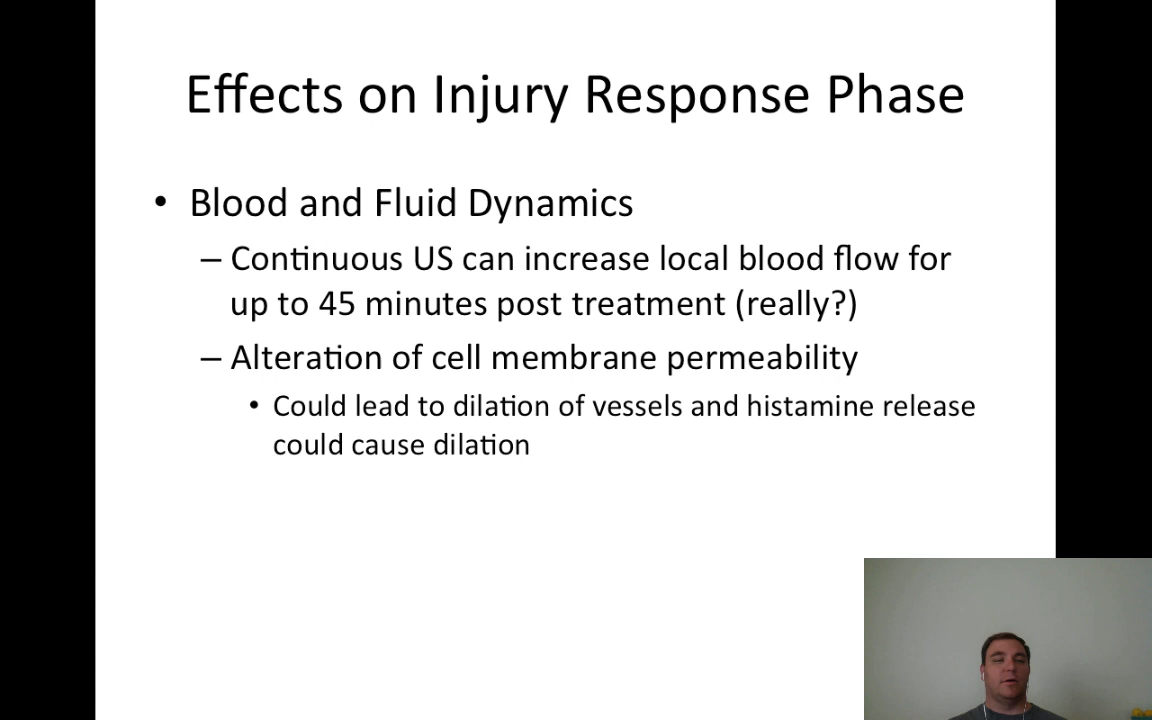 Effects on Injury Response Phase
• Blood and Fluid Dynamics
– Continuous US can increase local blood flow for
up to 45 minutes post treatment (really?)
– Alteration of cell membrane permeability
• Could lead to dilation of vessels and histamine release
could cause dilation